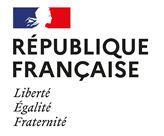 RÉPUBLIQUE
FRANÇAISE
Liberté
Égalité
Fraternité